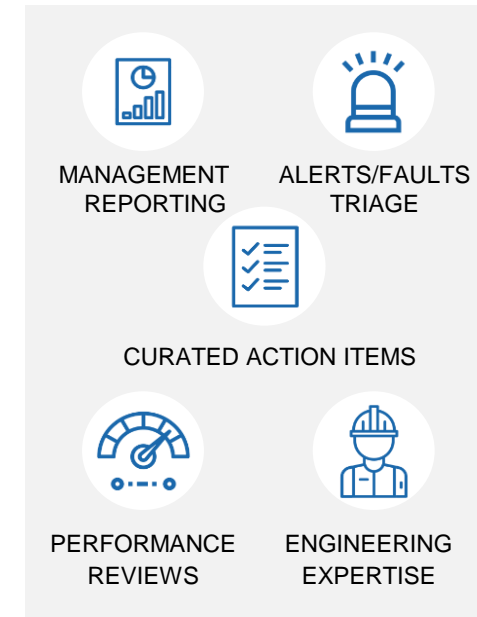 MANAGEMENT
REPORTING
ALERTS/FAULTS
TRIAGE
CURATED ACTION ITEMS
PERFORMANCE
REVIEWS
ENGINEERING
EXPERTISE